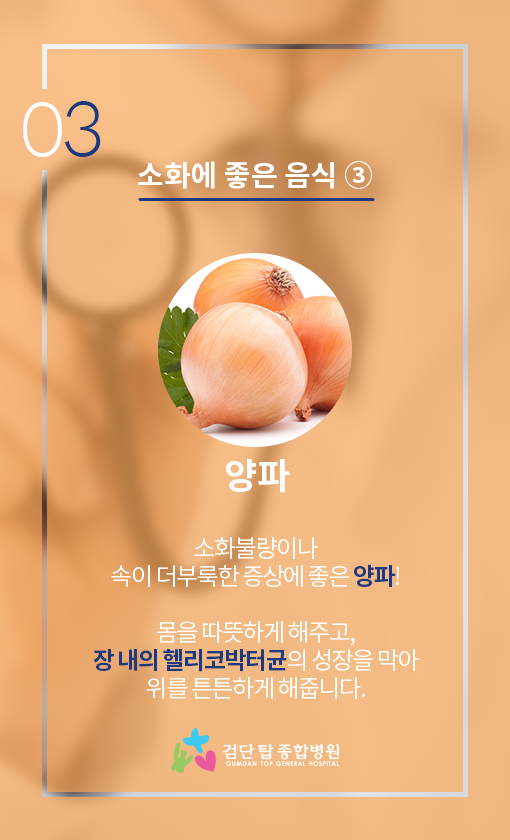 03
소화에 좋은 음식 ③
양파
소화불량이나
속이 더부룩한 증상에 좋은 양파!
몸을 따뜻하게 해주고,
장 내의 헬리코박터균의 성장을 막아
위를 튼튼하게 해줍니다.
검단탑종합병원
GUMDAN TOP GENERAL HOSPITAL